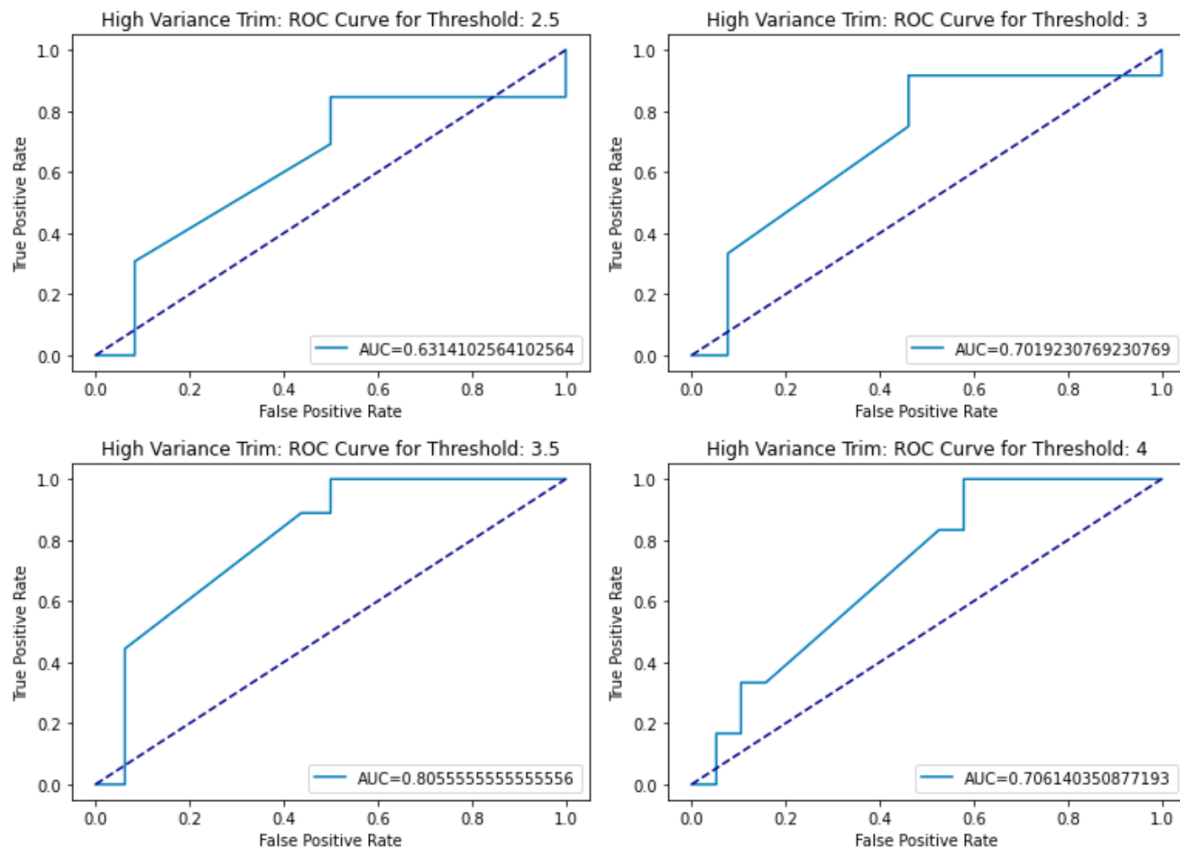 High Variance Trim: ROC Curve for Threshold: 2.5
1.0
0.8
0.6
0.4
0.2
0.0
True Positive Rate
AUC=0.6314102564102564
0.0 0.2 0.4 0.6 0.8 1.0
False Positive Rate
High Variance Trim: ROC Curve for Threshold: 3
1.0
0.8
0.6
0.4
0.2
0.0
True Positive Rate
AUC=0.7019230769230769
0.0 0.2 0.4 0.6 0.8 1.0
False Positive Rate
High Variance Trim: ROC Curve for Threshold: 3.5
1.0
0.8
0.6
0.4
0.2
0.0
True Positive Rate
AUC=0.8055555555555556
0.0 0.2 0.4 0.6 0.8 1.0
False Positive Rate
High Variance Trim: ROC Curve for Threshold: 4
1.0
0.8
0.6
0.4
0.2
0.0
True Positive Rate
AUC=0.706140350877193
0.0 0.2 0.4 0.6 0.8 1.0
False Positive Rate